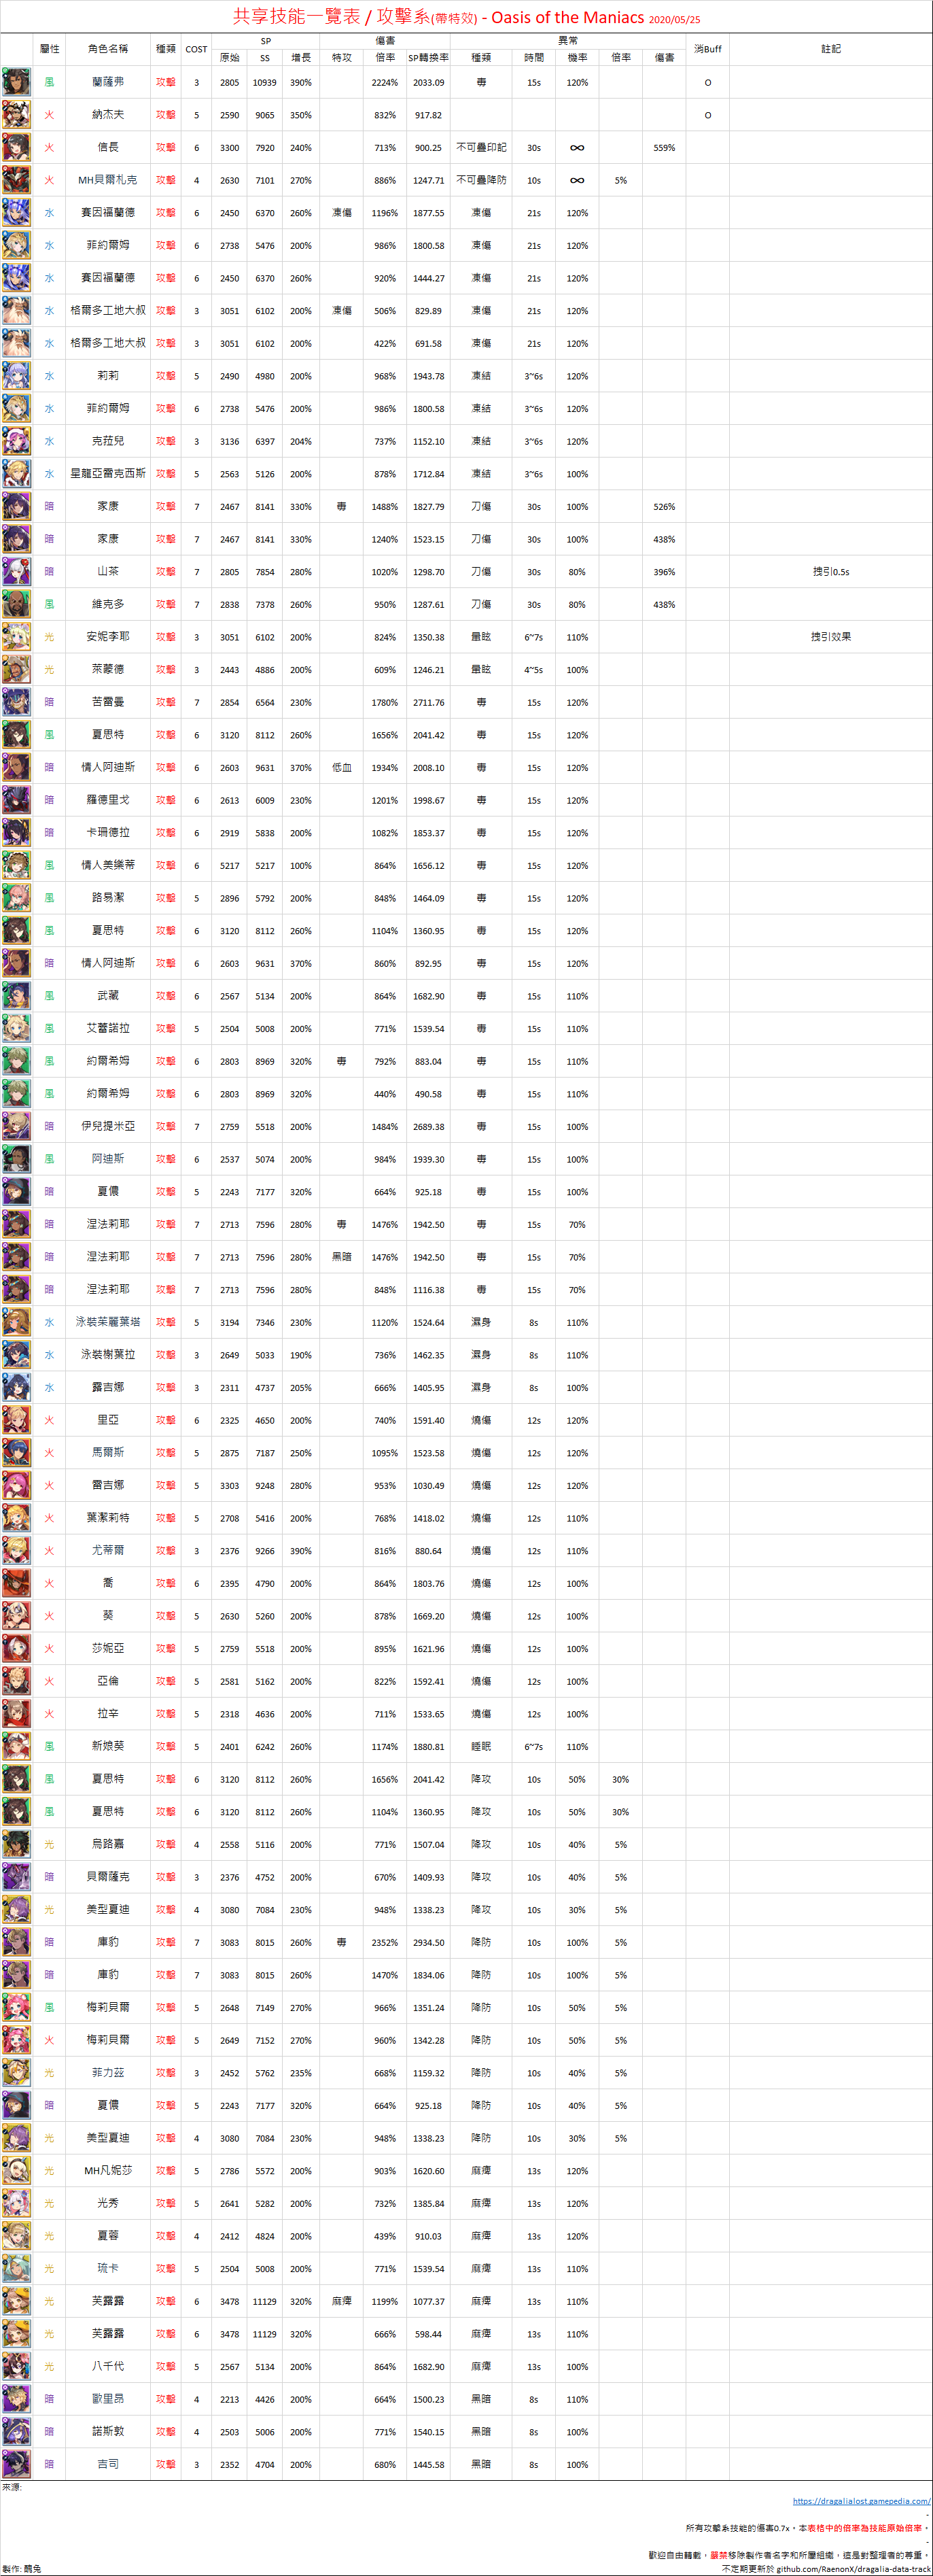 共享技能一覽表 / 攻擊系(帶特效) - Oasis of the Maniacs 2020/05/25
屬性 角色名稱 種類 COST SP 傷害 異常 消Buff 註記
原始 SS 增長 特攻 倍率 SP轉換率 種類 時間 機率 倍率 傷害
風 蘭薩弗 攻擊 3 2805 10939 390% 2224% 2033.09 毒 15s 120% O
火 納杰夫 攻擊 5 2590 9065 350% 832% 917.82 O
火 信長 攻擊 6 3300 7920 240% 713% 900.25 不可疊印記 30s ∞ 559%
火 MH貝爾札克 攻擊 4 2630 7101 270% 886% 1247.71 不可疊降防 10s ∞ 5%
水 賽因福蘭德 攻擊 6 2450 6370 260% 凍傷 1196% 1877.55 凍傷 21s 120%
水 菲約爾姆 攻擊 6 2738 5476 200% 986% 1800.58 凍傷 21s 120%
水 賽因福蘭德 攻擊 6 2450 6370 260% 920% 1444.27 凍傷 21s 120%
水 格爾多工地大叔 攻擊 3 3051 6102 200% 凍傷 506% 829.89 凍傷 21s 120%
水 格爾多工地大叔 攻擊 3 3051 6102 200% 422% 691.58 凍傷 21s 120%
水 莉莉 攻擊 5 2490 4980 200% 968% 1943.78 凍結 3~6s 120%
水 菲約爾姆 攻擊 6 2738 5476 200% 986% 1800.58 凍結 3~6s 120%
水 克菈兒 攻擊 3 3136 6397 204% 737% 1152.10 凍結 3~6s 120%
水 星龍亞雷克西斯 攻擊 5 2563 5126 200% 878% 1712.84 凍結 3~6s 100%
暗 家康 攻擊 7 2467 8141 330% 毒 1488% 1827.79 刀傷 30s 100% 526%
暗 家康 攻擊 7 2467 8141 330% 1240% 1523.15 刀傷 30s 100% 438%
暗 山茶 攻擊 7 2805 7854 280% 1020% 1298.70 刀傷 30s 80% 396% 拽引0.5s
風 維克多 攻擊 7 2838 7378 260% 950% 1287.61 刀傷 30s 80% 438%
光 安妮李耶 攻擊 3 3051 6102 200% 824% 1350.38 暈眩 6~7s 110% 拽引效果
光 萊蒙德 攻擊 3 2443 4886 200% 609% 1246.21 暈眩 4~5s 100%
暗 苦雷曼 攻擊 7 2854 6564 230% 1780% 2711.76 毒 15s 120%
風 夏思特 攻擊 6 3120 8112 260% 1656% 2041.42 毒 15s 120%
暗 情人阿迪斯 攻擊 6 2603 9631 370% 低血 1934% 2008.10 毒 15s 120%
暗 羅德里戈 攻擊 6 2613 6009 230% 1201% 1998.67 毒 15s 120%
暗 卡珊德拉 攻擊 6 2919 5838 200% 1082% 1853.37 毒 15s 120%
風 情人美樂蒂 攻擊 6 5217 5217 100% 864% 1656.12 毒 15s 120%
風 路易潔 攻擊 5 2896 5792 200% 848% 1464.09 毒 15s 120%
風 夏思特 攻擊 6 3120 8112 260% 1104% 1360.95 毒 15s 120%
暗 情人阿迪斯 攻擊 6 2603 9631 370% 860% 892.95 毒 15s 120%
風 武藏 攻擊 6 2567 5134 200% 864% 1682.90 毒 15s 110%
風 艾蕾諾拉 攻擊 5 2504 5008 200% 771% 1539.54 毒 15s 110%
風 約爾希姆 攻擊 6 2803 8969 320% 毒 792% 883.04 毒 15s 110%
風 約爾希姆 攻擊 6 2803 8969 320% 440% 490.58 毒 15s 110%
暗 伊兒提米亞 攻擊 7 2759 5518 200% 1484% 2689.38 毒 15s 100%
風 阿迪斯 攻擊 6 2537 5074 200% 984% 1939.30 毒 15s 100%
暗 夏儂 攻擊 5 2243 7177 320% 664% 925.18 毒 15s 100%
暗 涅法莉耶 攻擊 7 2713 7596 280% 毒 1476% 1942.50 毒 15s 70%
暗 涅法莉耶 攻擊 7 2713 7596 280% 黑暗 1476% 1942.50 毒 15s 70%
暗 涅法莉耶 攻擊 7 2713 7596 280% 848% 1116.38 毒 15s 70%
水 泳裝茱麗葉塔 攻擊 5 3194 7346 230% 1120% 1524.64 濕身 8s 110%
水 泳裝榭葉拉 攻擊 3 2649 5033 190% 736% 1462.35 濕身 8s 110%
水 露吉娜 攻擊 3 2311 4737 205% 666% 1405.95 濕身 8s 100%
火 里亞 攻擊 6 2325 4650 200% 740% 1591.40 燒傷 12s 120%
火 馬爾斯 攻擊 5 2875 7187 250% 1095% 1523.58 燒傷 12s 120%
火 雷吉娜 攻擊 5 3303 9248 280% 953% 1030.49 燒傷 12s 120%
火 葉潔莉特 攻擊 5 2708 5416 200% 768% 1418.02 燒傷 12s 110%
火 尤蒂爾 攻擊 3 2376 9266 390% 816% 880.64 燒傷 12s 110%
火 喬 攻擊 6 2395 4790 200% 864% 1803.76 燒傷 12s 100%
火 葵 攻擊 5 2630 5260 200% 878% 1669.20 燒傷 12s 100%
火 莎妮亞 攻擊 5 2759 5518 200% 895% 1621.96 燒傷 12s 100%
火 亞倫 攻擊 5 2581 5162 200% 822% 1592.41 燒傷 12s 100%
火 拉辛 攻擊 5 2318 4636 200% 711% 1533.65 燒傷 12s 100%
風 新娘葵 攻擊 5 2401 6242 260% 1174% 1880.81 睡眠 6~7s 110%
風 夏思特 攻擊 6 3120 8112 260% 1656% 2041.42 降攻 10s 50% 30%
風 夏思特 攻擊 6 3120 8112 260% 1104% 1360.95 降攻 10s 50% 30%
光 烏路嘉 攻擊 4 2558 5116 200% 771% 1507.04 降攻 10s 40% 5%
暗 貝爾薩克 攻擊 3 2376 4752 200% 670% 1409.93 降攻 10s 40% 5%
光 美型夏迪 攻擊 4 3080 7084 230% 948% 1338.23 降攻 10s 30% 5%
暗 庫豹 攻擊 7 3083 8015 260% 毒 2352% 2934.50 降防 10s 100% 5%
暗 庫豹 攻擊 7 3083 8015 260% 1470% 1834.06 降防 10s 100% 5%
風 梅莉貝爾 攻擊 5 2648 7149 270% 966% 1351.24 降防 10s 50% 5%
火 梅莉貝爾 攻擊 5 2649 7152 270% 960% 1342.28 降防 10s 50% 5%
光 菲力茲 攻擊 3 2452 5762 235% 668% 1159.32 降防 10s 40% 5%
暗 夏儂 攻擊 5 2243 7177 320% 664% 925.18 降防 10s 40% 5%
光 美型夏迪 攻擊 4 3080 7084 230% 948% 1338.23 降防 10s 30% 5%
光 MH凡妮莎 攻擊 5 2786 5572 200% 903% 1620.60 麻痺 13s 120%
光 光秀 攻擊 5 2641 5282 200% 732% 1385.84 麻痺 13s 120%
光 夏蓉 攻擊 4 2412 4824 200% 439% 910.03 麻痺 13s 120%
光 琉卡 攻擊 5 2504 5008 200% 771% 1539.54 麻痺 13s 110%
光 芙露露 攻擊 6 3478 11129 320% 麻痺 1199% 1077.37 麻痺 13s 110%
光 芙露露 攻擊 6 3478 11129 320% 666% 598.44 麻痺 13s 110%
光 八千代 攻擊 5 2567 5134 200% 864% 1682.90 麻痺 13s 100%
暗 歐里昂 攻擊 4 2213 4426 200% 664% 1500.23 黑暗 8s 110%
暗 諾斯敦 攻擊 4 2503 5006 200% 771% 1540.15 黑暗 8s 100%
暗 吉司 攻擊 3 2352 4704 200% 680% 1445.58 黑暗 8s 100%
來源:
https://dragalialost.gamepedia.com/
-
所有攻擊系技能的傷害0.7x。本表格中的倍率為技能原始倍率。
-
歡迎自由轉載，嚴禁移除製作者名字和所屬組織，這是對整理者的尊重。
製作: 醜兔 不定期更新於 github.com/RaenonX/dragalia-data-track